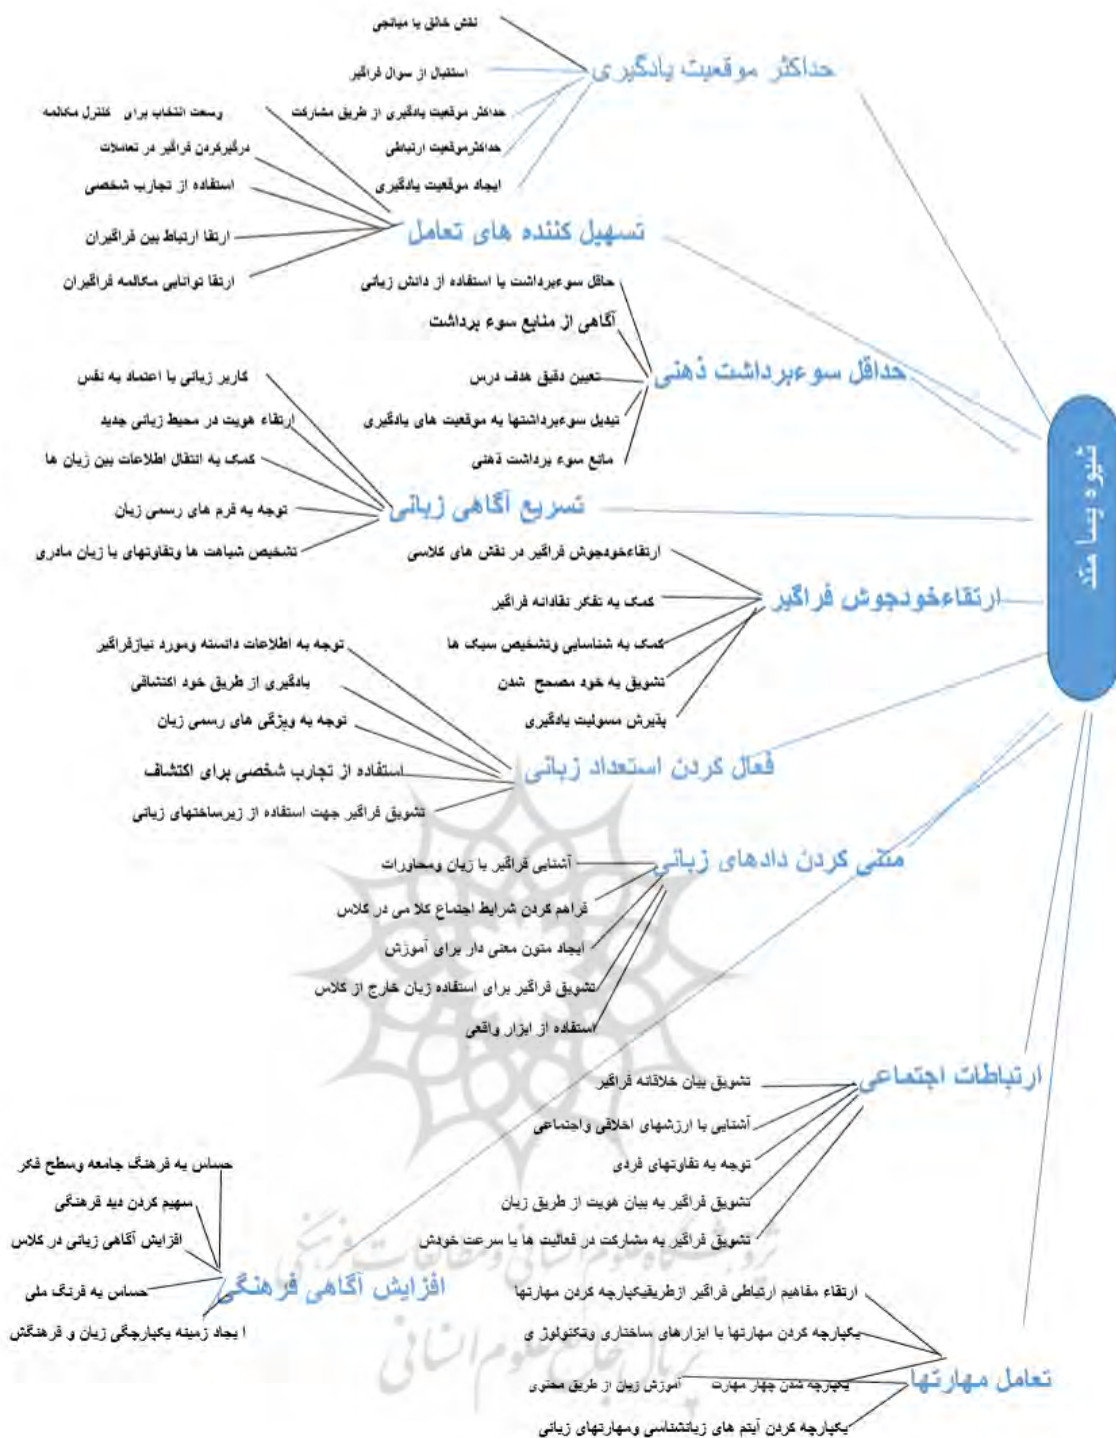 نقش خالق یا میانجی
حداکثر موقعیت یادگیری
استقبال از سوال فراگیر
حداکثر موقعیت یادگیری از طریق مشارکت
حداکثرموقعیت ارتباطی
ایجاد موقعیت یادگیری
وسعت انتخاب برای کنترل مکالمه
درگیرکردن فراگیر در تعاملات
استفاده از تجارب شخصی
تسهیل کننده های تعامل
ارتقا ارتباط بین فراگیران
ارتقا توانایی مکالمه فراگیران
حاقل سوءبرداشت با استفاده از دانش زبانی
آگاهی از منابع سوء برداشت
حداقل سوءبرداشت ذهنی
تعیین دقیق هدف درس
تبدیل سوءبرداشتها به موقعیت های یادگیری
مانع سوء برداشت ذهنی
کاربر زبانی با اعتماد به نفس
ارتقاء هویت در محیط زبانی جدید
کمک به انتقال اطلاعات بین زبان ها
تسریع آگاهی زبانی
توجه به فرم های رسمی زبان
تشخیص شباهت ها وتفاوتهای با زبان مادری
شیوه پسا متد
ارتقاءخودجوش فراگیر در نقش های کلاسی
ارتقاءخودجوش فراگیر
کمک به تفکر نقادانه فراگیر
کمک به شناسایی وتشخیص سبک ها
تشویق به خود مصحح شدن
پذیرش مسولیت یادگیری
توجه به اطلاعات دانسته ومورد نیازفراگیر
یادگیری از طریق خود اکتشافی
توجه به ویژگی های رسمی زبان
فعال کردن استعداد زبانی
استفاده از تجارب شخصی برای اکتشاف
تشویق فراگیر جهت استفاده از زیرساختهای زبانی
متنی کردن دادهای زبانی
آشنایی فراگیر با زبان ومحاورات
فراهم کردن شرایط اجتماع کلا می در کلاس
ایجاد متون معنی دار برای آموزش
تشویق فراگیر برای استفاده زبان خارج از کلاس
استفاده از ابزار واقعی
ارتباطات اجتماعی
تشویق بیان خلاقانه فراگیر
آشنایی با ارزشهای اخلاقی واجتماعی
توجه به تفاوتهای فردی
تشویق فراگیر به بیان هویت از طریق زبان
تشویق فراگیر به مشارکت در فعالیت ها با سرعت خودش
حساس به فرهنگ جامعه وسطح فکر
سهیم کردن دید فرهنگی
افزایش آگاهی زبانی در کلاس
افزایش آگاهی فرهنگی
حساس به فرنگ ملی
ا یجاد زمینه یکپارچگی زبان و فرهنگش
ارتقاء مفاهیم ارتباطی فراگیر ازطریقیکپارچه کردن مهارتها
یکپارچه کردن مهارتها با ابزارهای ساختاری وتکنولوژ ی
تعامل مهارتها
یکپارچه شدن چهار مهارت
آموزش زبان از طریق محتوی
یکپارچه کردن آیتم های زبانشناسی ومهارتهای زبانی
پژوهشگاه علوم انسانی و مطالعات فرهنگی
پرتال جامع علوم انسانی